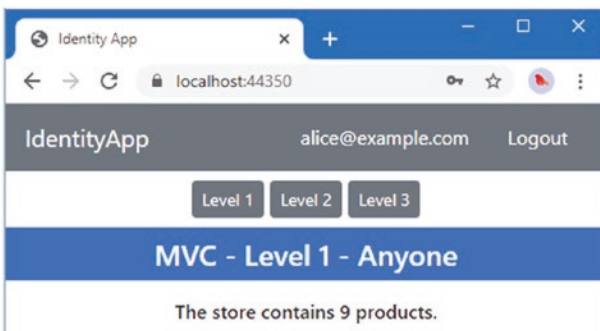 Identity App
localhost:44350
IdentityApp alice@example.com Logout
Level 1 Level 2 Level 3
MVC - Level 1 - Anyone
The store contains 9 products.